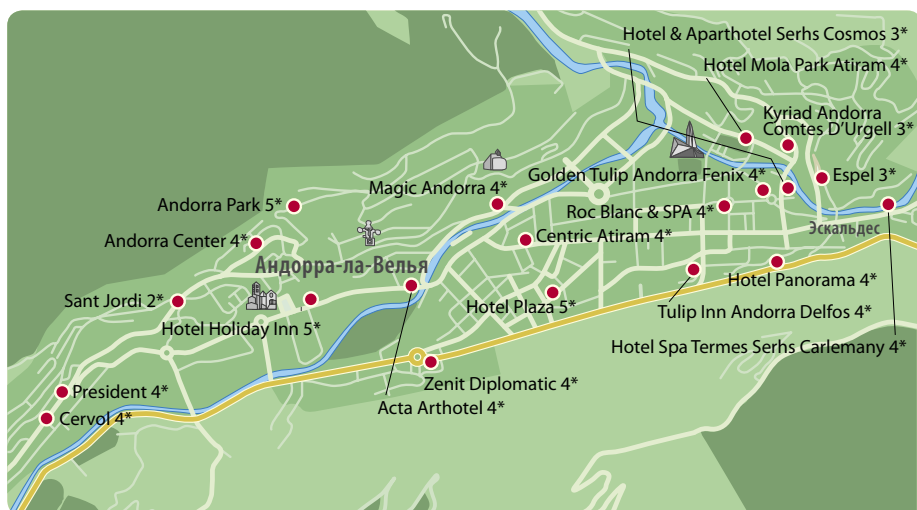 Hotel & Aparthotel Serhs Cosmos 3*
Hotel Mola Park Atiram 4*
Kyriad Andorra
Comtes D'Urgell 3*
Golden Tulip Andorra Fenix 4*
Espel 3*
Magic Andorra 4*
Andorra Park 5*
Roc Blanc & SPA 4*
Эскальдес
Andorra Center 4*
Centric Atiram 4*
Андорра-ла-Велья
Hotel Panorama 4*
Sant Jordi 2*
Hotel Plaza 5*
Tulip Inn Andorra Delfos 4*
Hotel Holiday Inn 5*
Hotel Spa Termes Serhs Carlemany 4*
Zenit Diplomatic 4*
President 4*
Acta Arthotel 4*
Cervol 4*